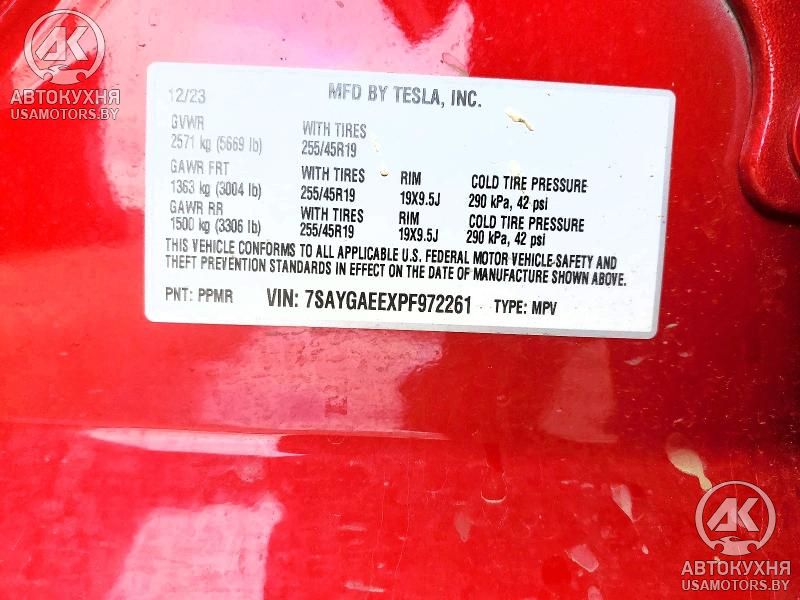 АК
АВТОКУХНЯ
USAMOTORS.BY
12/23 MFD BY TESLA, INC.
GVWR
2571 kg (5669 lb) WITH TIRES
255/45R19
GAWR FRT
1363 kg (3004 lb) WITH TIRES
255/45R19 RIM
19X9.5J COLD TIRE PRESSURE
290 kPa, 42 psi
GAWR RR
1500 kg (3306 lb) WITH TIRES
255/45R19 RIM
19X9.5J COLD TIRE PRESSURE
290 kPa, 42 psi
THIS VEHICLE CONFORMS TO ALL APPLICABLE U.S. FEDERAL MOTOR VEHICLE SAFETY AND
THEFT PREVENTION STANDARDS IN EFFECT ON THE DATE OF MANUFACTURE SHOWN ABOVE.
PNT: PPMR VIN: 7SAYGAEEXPF972261 TYPE: MPV
АК
АВТОКУХНЯ
USAMOTORS.BY